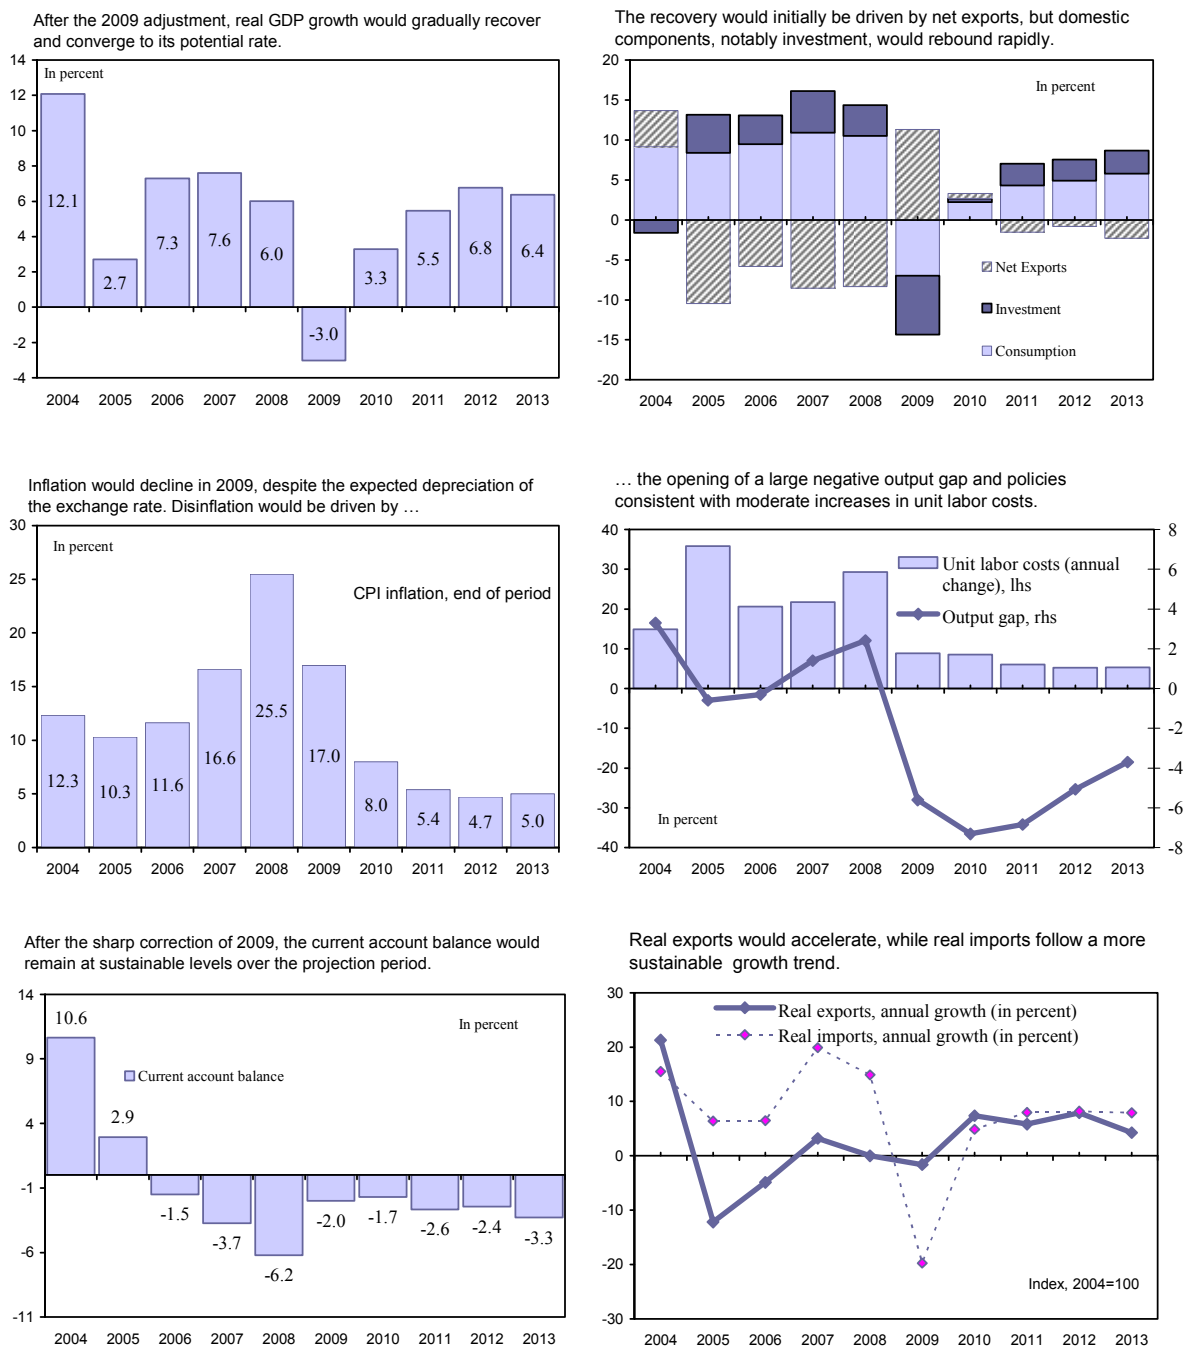 After the 2009 adjustment, real GDP growth would gradually recover
and converge to its potential rate.
14
12
10
8
6
4
2
0
-2
-4
In percent
12.1
2.7
7.3
7.6
6.0
-3.0
3.3
5.5
6.8
6.4
2004 2005 2006 2007 2008 2009 2010 2011 2012 2013
The recovery would initially be driven by net exports, but domestic
components, notably investment, would rebound rapidly.
20
15
10
5
0
-5
-10
-15
-20
In percent
Net Exports
Investment
Consumption
2004 2005 2006 2007 2008 2009 2010 2011 2012 2013
Inflation would decline in 2009, despite the expected depreciation of
the exchange rate. Disinflation would be driven by …
30
25
20
15
10
5
0
In percent
CPI inflation, end of period
12.3
10.3
11.6
16.6
25.5
17.0
8.0
5.4
4.7
5.0
2004 2005 2006 2007 2008 2009 2010 2011 2012 2013
… the opening of a large negative output gap and policies
consistent with moderate increases in unit labor costs.
40
30
20
10
0
-10
-20
-30
-40
8
6
4
2
0
-2
-4
-6
-8
Unit labor costs (annual
change), lhs
Output gap, rhs
In percent
2004 2005 2006 2007 2008 2009 2010 2011 2012 2013
After the sharp correction of 2009, the current account balance would
remain at sustainable levels over the projection period.
14
9
4
-1
-6
-11
In percent
Current account balance
10.6
2.9
-1.5
-3.7
-6.2
-2.0
-1.7
-2.6
-2.4
-3.3
2004 2005 2006 2007 2008 2009 2010 2011 2012 2013
Real exports would accelerate, while real imports follow a more
sustainable growth trend.
30
20
10
0
-10
-20
-30
Real exports, annual growth (in percent)
Real imports, annual growth (in percent)
Index, 2004=100
2004 2005 2006 2007 2008 2009 2010 2011 2012 2013